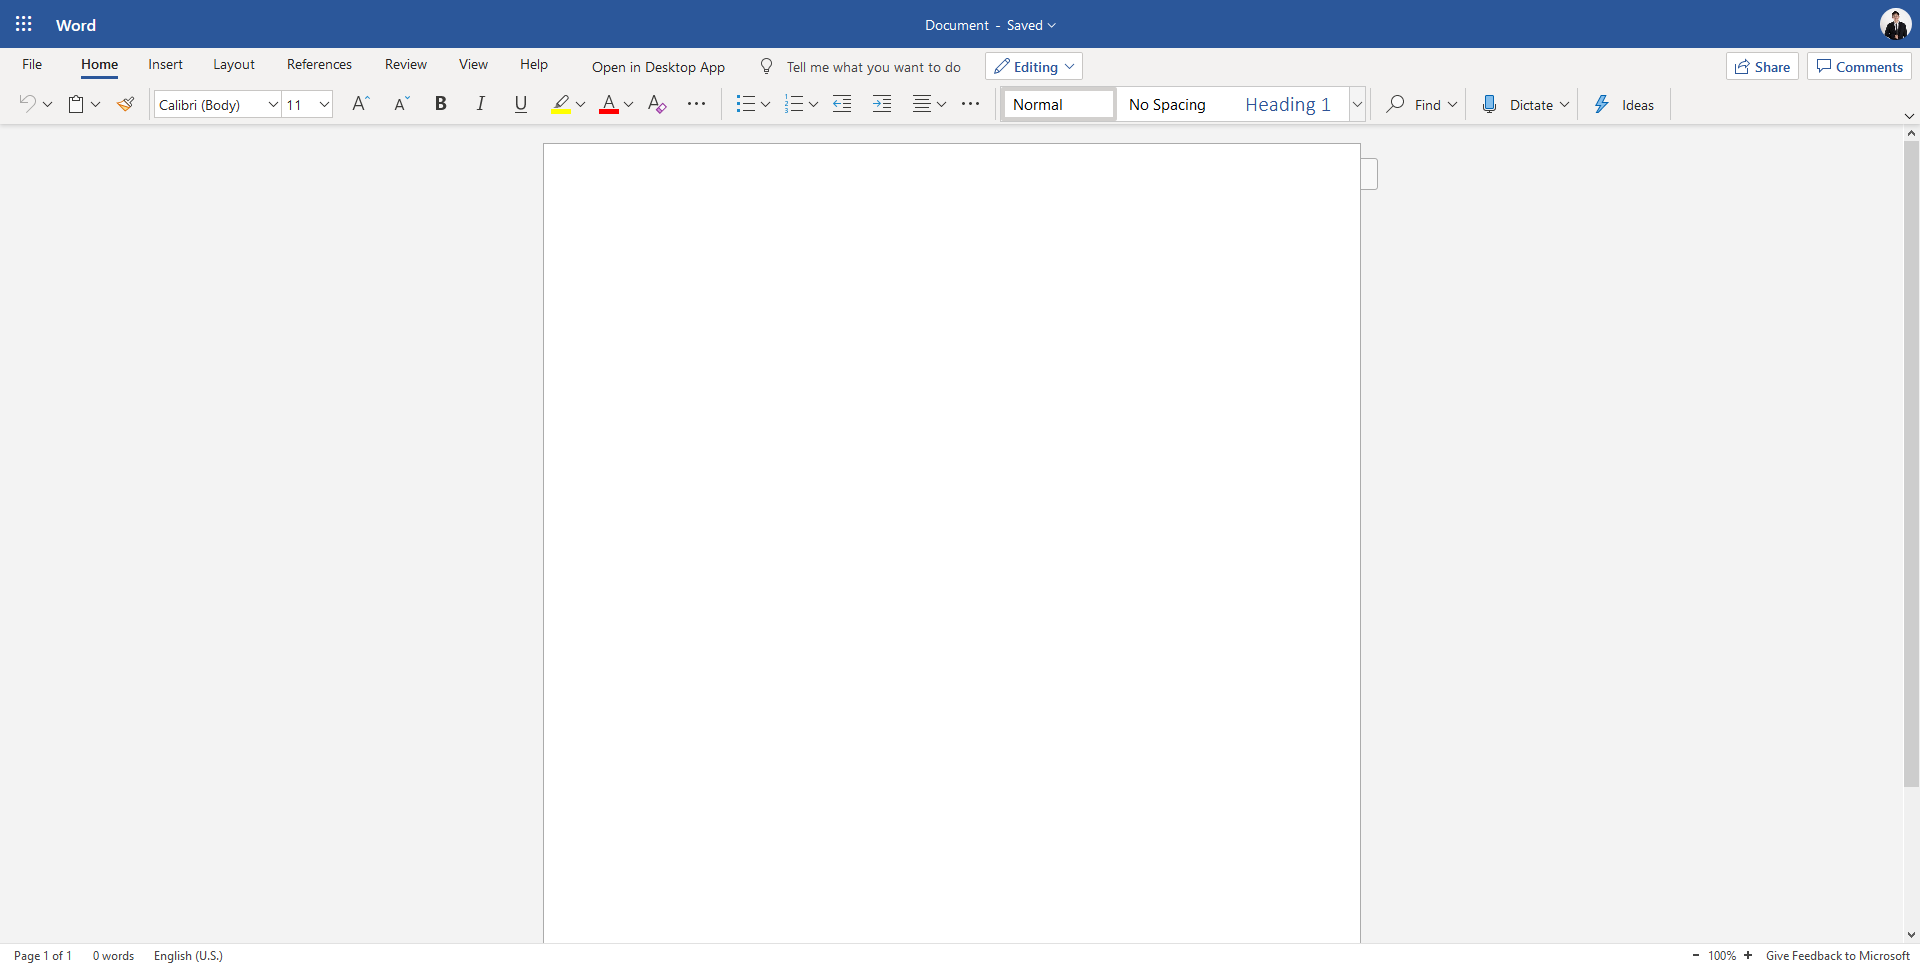 Word
Document - Saved
File Home Insert Layout References Review View Help Open in Desktop App Tell me what you want to do Editing Share Comments
Calibri (Body) 11 A A B I U A A Normal No Spacing Heading 1 Find Dictate Ideas
Page 1 of 1 0 words English (U.S.) - 100% + Give Feedback to Microsoft